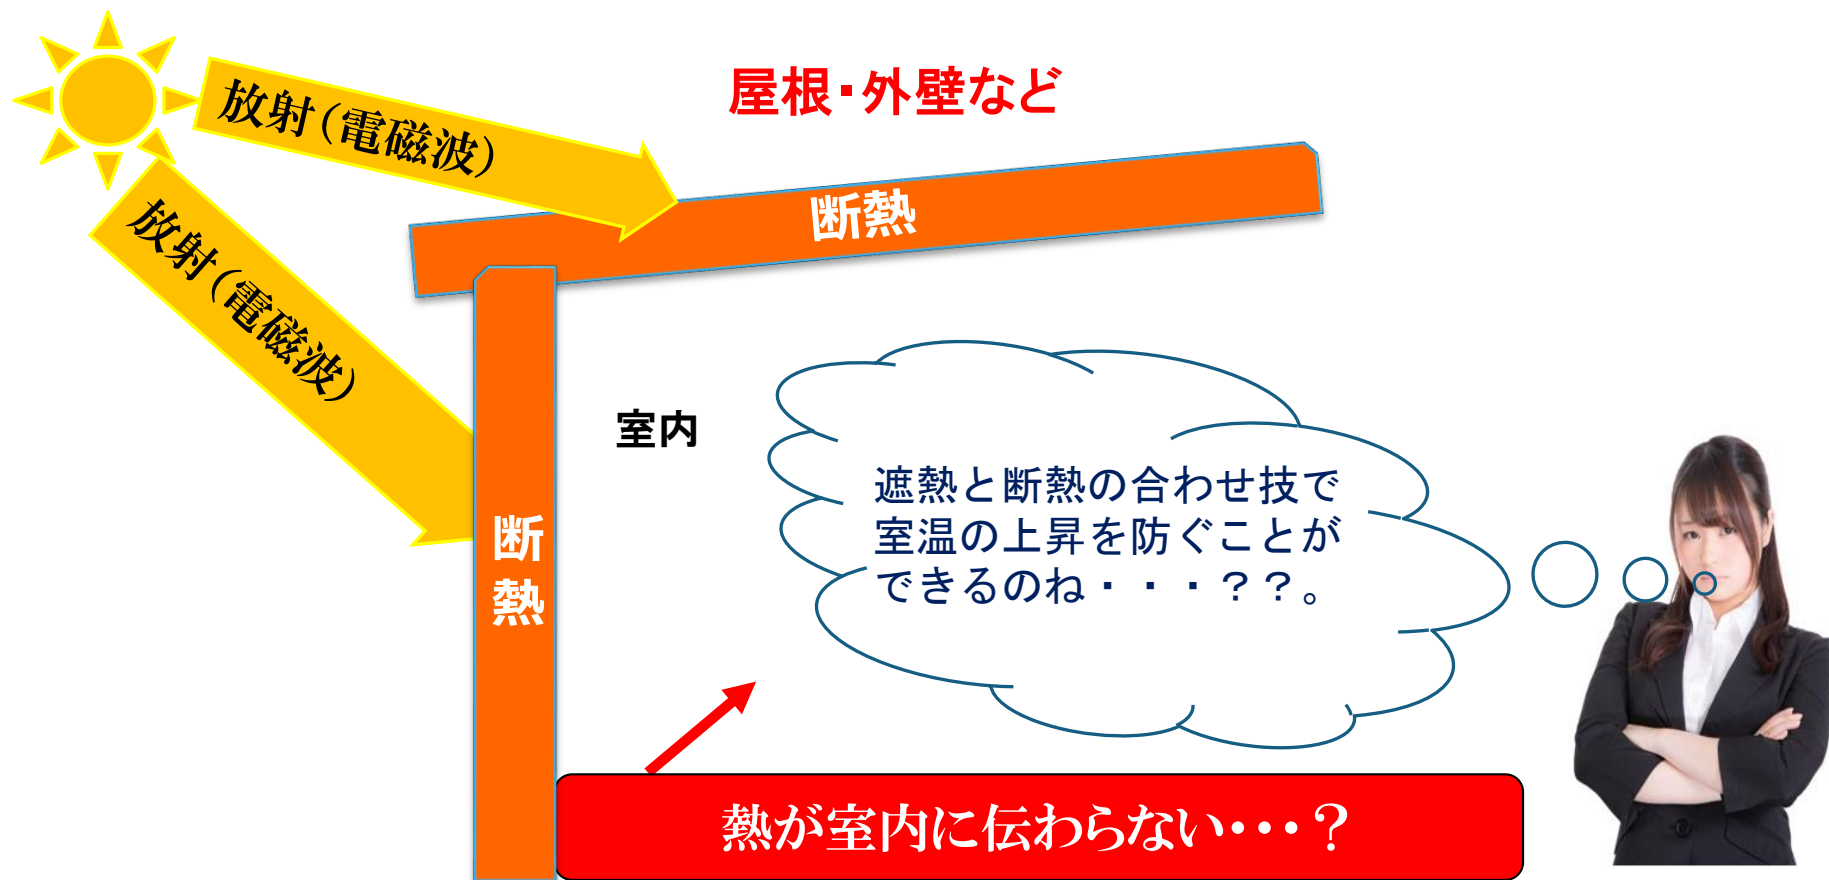 屋根・外壁など
放射（電磁波）
断熱
放射（電磁波）
室内
遮熱と断熱の合わせ技で
室温の上昇を防ぐことが
できるのね・・・？？。
断
熱
熱が室内に伝わらない・・・？